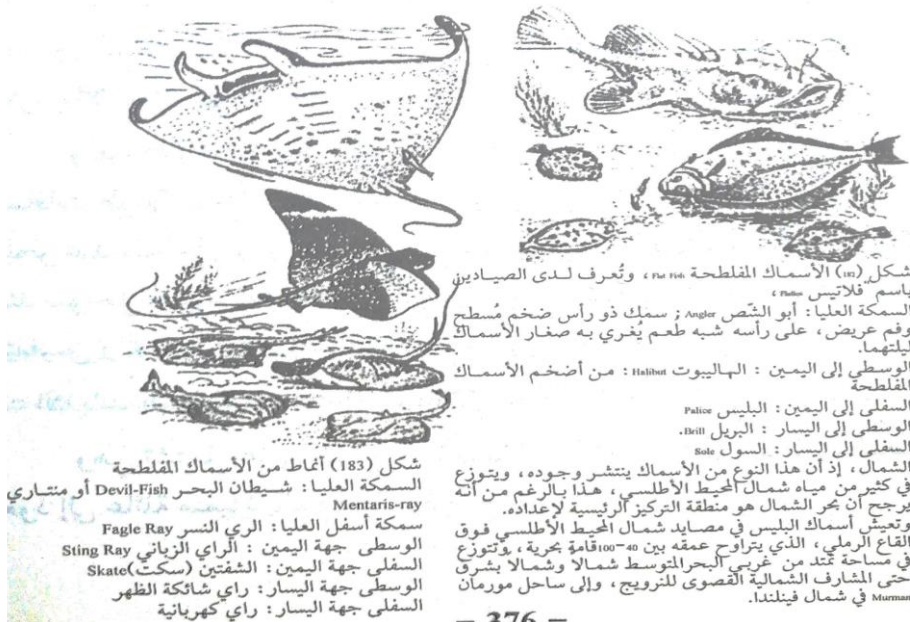 شكل (182) الأسماك المفلطحة Flat Fish ، وتُعرف لدى الصيادين
باسم فلاتيس ،
السمكة العليا : أبو الشّص Angler ; سمك ذو رأس ضخم مُسطح
وفم عريض ، على رأسه شبه طعم يُغري به صغار الأسماك
ليلتهما.
الوسطى إلى اليمين : الهاليبوت Halibut : من أضخم الأسماك
المفلطحة
السفلى إلى اليمين : البليس Palice
الوسطى إلى اليسار : البريل Brill.
السفلى إلى اليسار : السول Sole
الشمال ، إذ أن هذا النوع من الأسماك ينتشر وجوده ، ويتوزع
في كثير من مياه شمال المحيط الأطلسي ، هذا بالرغم من أنه
يرجح أن بحر الشمال هو منطقة التركيز الرئيسية لإعداده.
وتعيش أسماك البليس في مصايد شمال المحيط الأطلسي فوق
القاع الرملي ، الذي يتراوح عمقه بين 40-100 قامة بحرية ، وتتوزع
في مساحة تمتد من غربي البحرالمتوسط شمالا وشمالا بشرق
حتى المشارف الشمالية القصوى للنرويج ، وإلى ساحل مورمان
Murman في شمال فينلندا.
شكل (183) أنماط من الأسماك المفلطحة
السمكة العليا : شيطان البحر Devil-Fish أو منتاري
Mentaris-ray
سمكة أسفل العليا : الري النسر Fagle Ray
الوسطى جهة اليمين : الراي الزباني Sting Ray
السفلى جهة اليمين : الشفتين (سكت) Skate
الوسطى جهة اليسار : راي شائكة الظهر
السفلى جهة اليسار : راي كهربانية
– 376 –